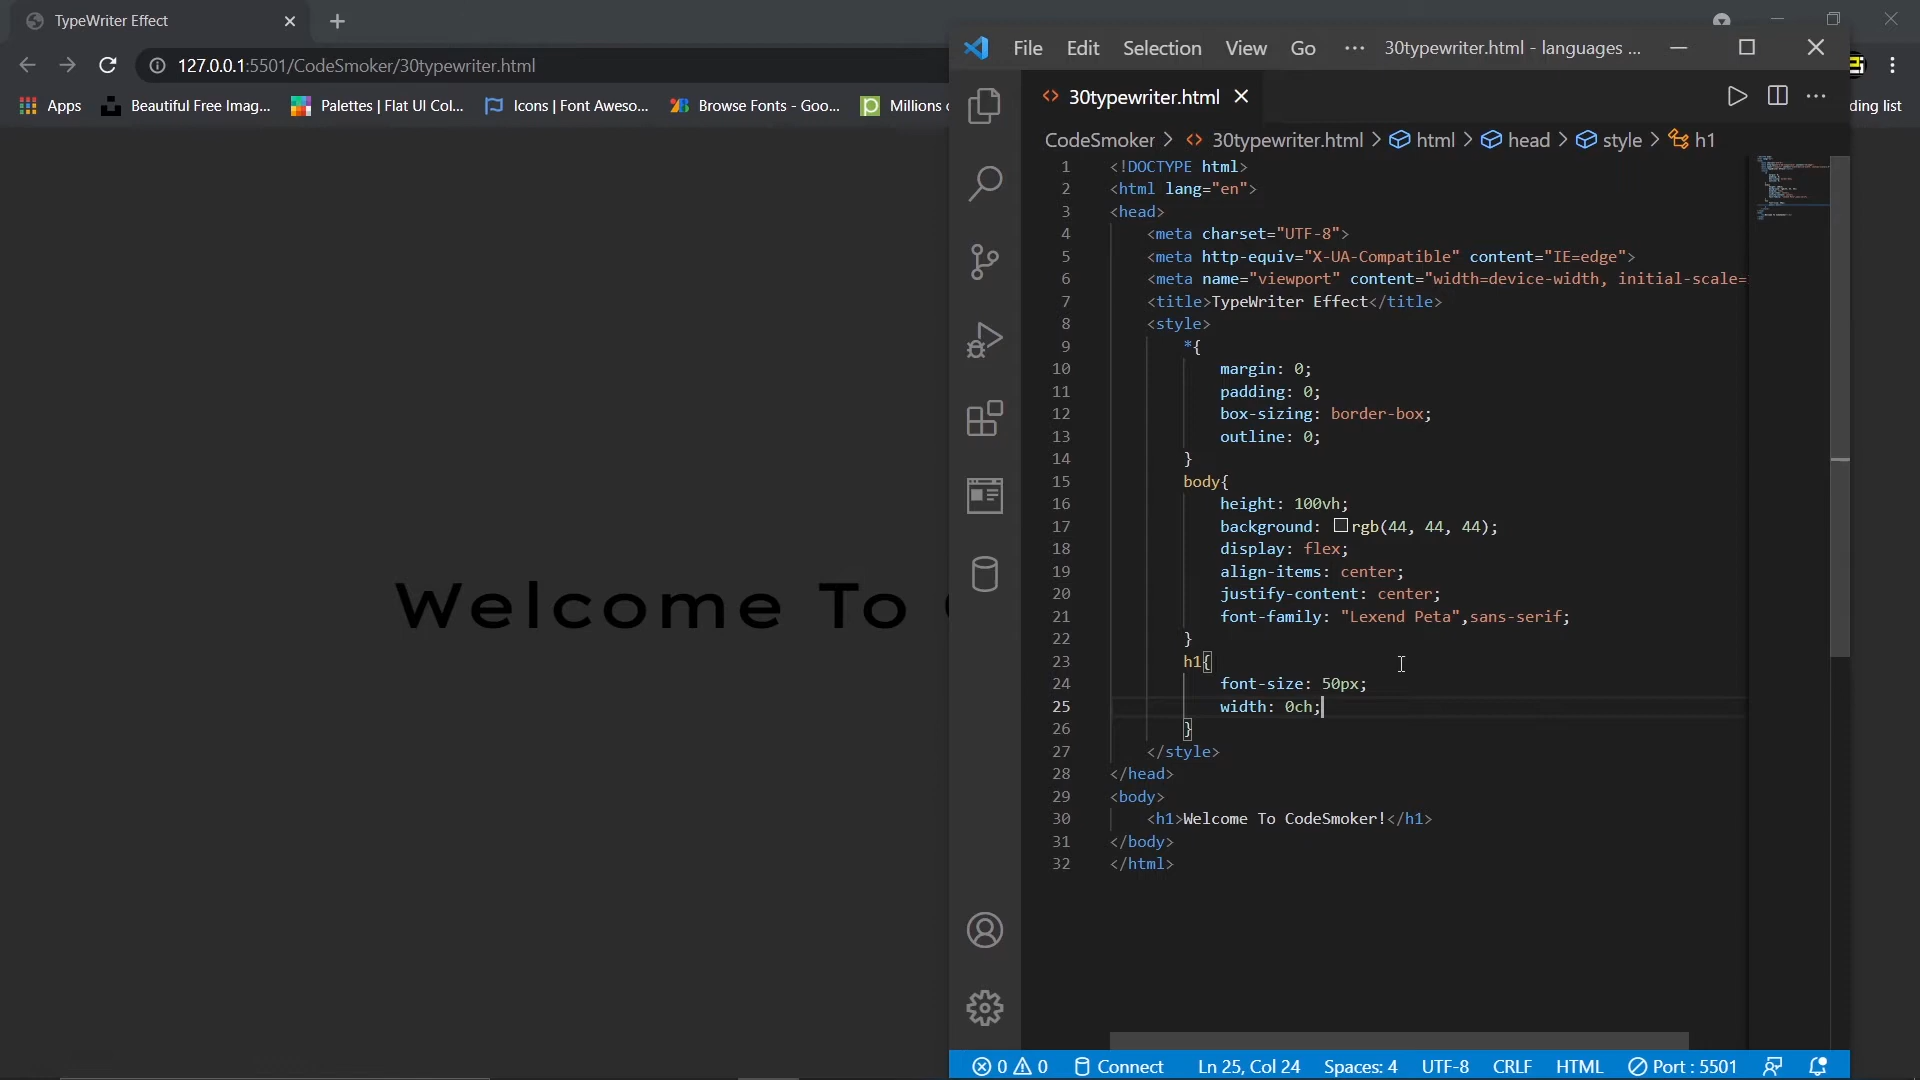 TypeWriter Effect
127.0.0.1:5501/CodeSmoker/30typewriter.html
Apps Beautiful Free Imag... Palettes | Flat UI Col... Icons | Font Aweso... Browse Fonts - Goo... Millions
ding list
Welcome To
File Edit Selection View Go ... 30typewriter.html - languages ...
30typewriter.html
CodeSmoker > 30typewriter.html > html > head > style > h1
1 <!DOCTYPE html>
2 <html lang="en">
3 <head>
4 <meta charset="UTF-8">
5 <meta http-equiv="X-UA-Compatible" content="IE=edge">
6 <meta name="viewport" content="width=device-width, initial-scale=
7 <title>TypeWriter Effect</title>
8 <style>
9 *{
10 margin: 0;
11 padding: 0;
12 box-sizing: border-box;
13 outline: 0;
14 }
15 body{
16 height: 100vh;
17 background: rgb(44, 44, 44);
18 display: flex;
19 align-items: center;
20 justify-content: center;
21 font-family: "Lexend Peta",sans-serif;
22 }
23 h1{
24 font-size: 50px;
25 width: 0ch;
26 }
27 </style>
28 </head>
29 <body>
30 <h1>Welcome To CodeSmoker!</h1>
31 </body>
32 </html>
0 0 Connect Ln 25, Col 24 Spaces: 4 UTF-8 CRLF HTML Port : 5501